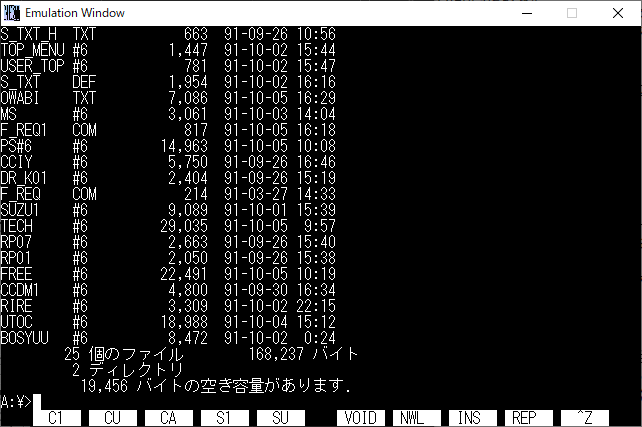 Emulation Window
S_TXT_H TXT 663 91-09-26 10:56
TOP_MENU #6 1,447 91-10-02 15:44
USER_TOP #6 781 91-10-02 15:47
S_TXT DEF 1,954 91-10-02 16:16
OWABI TXT 7,086 91-10-05 16:29
MS #6 3,061 91-10-03 14:04
F_REQ1 COM 817 91-10-05 16:18
PS#6 #6 14,963 91-10-05 10:08
CCIY #6 5,750 91-09-26 16:46
DR_KO1 #6 2,404 91-09-26 15:19
F_REQ COM 214 91-03-27 14:33
SUZU1 #6 9,089 91-10-01 15:39
TECH #6 29,035 91-10-05 9:57
RP07 #6 2,663 91-09-26 15:40
RP01 #6 2,050 91-09-26 15:38
FREE #6 22,491 91-10-05 10:19
CCDM1 #6 4,800 91-09-30 16:34
RIRE #6 3,309 91-10-02 22:15
UTOC #6 18,988 91-10-04 15:12
BOSYUU #6 8,472 91-10-02 0:24
25 個のファイル 168,237 バイト
2 ディレクトリ
19,456 バイトの空き容量があります.
A:¥>
C1 CU CA S1 SU VOID NWL INS REP ^Z